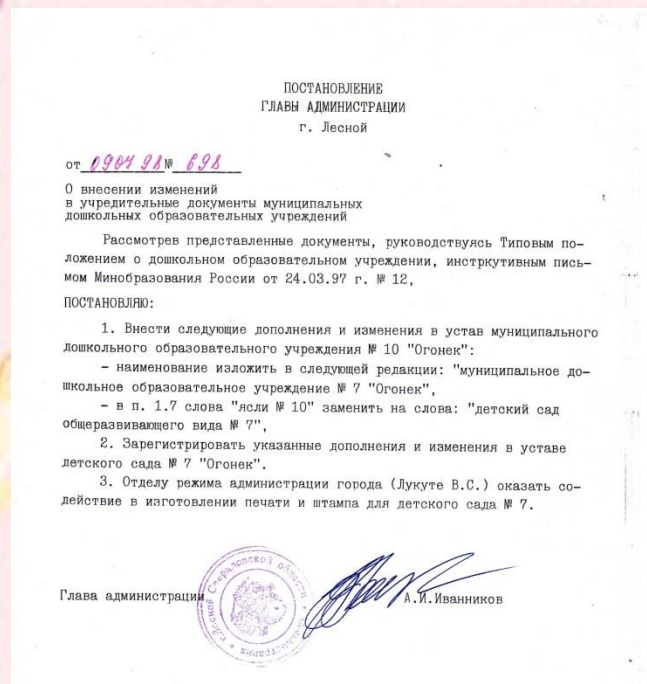 ПОСТАНОВЛЕНИЕ
ГЛАВЫ АДМИНИСТРАЦИИ
г. Лесной
от 090798 № 698
О внесении изменений
в учредительные документы муниципальных
дошкольных образовательных учреждений
Рассмотрев представленные документы, руководствуясь Типовым по-
ложением о дошкольном образовательном учреждении, инстркутивным пись-
мом Минобразования России от 24.03.97 г. № 12,
ПОСТАНОВЛЯЮ:
1. Внести следующие дополнения и изменения в устав муниципального
дошкольного образовательного учреждения № 10 "Огонек":
- наименование изложить в следующей редакции: "муниципальное до-
школьное образовательное учреждение № 7 "Огонек",
- в п. 1.7 слова "ясли № 10" заменить на слова: "детский сад
общеразвивающего вида № 7",
2. Зарегистрировать указанные дополнения и изменения в уставе
детского сада № 7 "Огонек".
3. Отделу режима администрации города (Лукуте В.С.) оказать со-
действие в изготовлении печати и штампа для детского сада № 7.
Глава администрации А.И.Иванников
г.Лесной Свердловской области * Администрация *